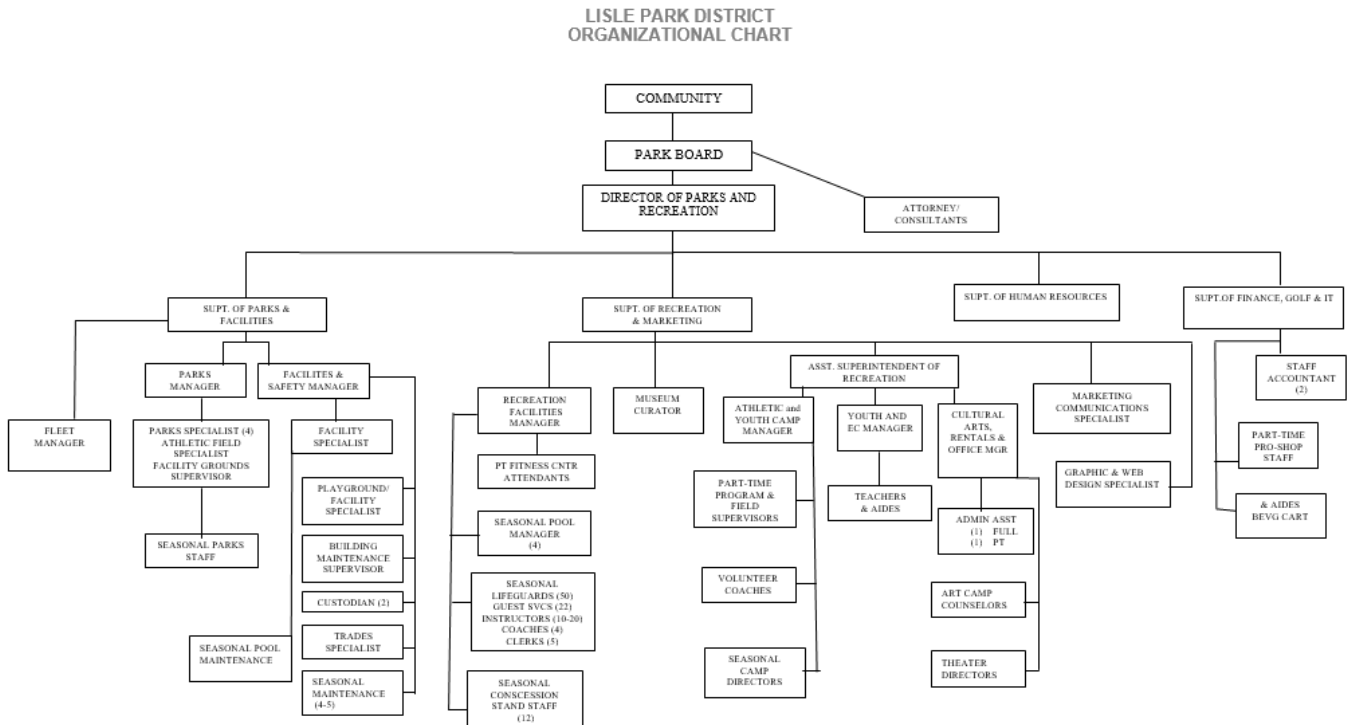 LISLE PARK DISTRICT
ORGANIZATIONAL CHART
COMMUNITY
PARK BOARD
DIRECTOR OF PARKS AND
RECREATION
ATTORNEY/
CONSULTANTS
SUPT. OF PARKS &
FACILITIES
SUPT. OF RECREATION
& MARKETING
SUPT. OF HUMAN RESOURCES
SUPT.OF FINANCE, GOLF & IT
FLEET
MANAGER
PARKS
MANAGER
PARKS SPECIALIST (4)
ATHLETIC FIELD
SPECIALIST
FACILITY GROUNDS
SUPERVISOR
SEASONAL PARKS
STAFF
FACILITES &
SAFETY MANAGER
FACILITY
SPECIALIST
PLAYGROUND/
FACILITY
SPECIALIST
BUILDING
MAINTENANCE
SUPERVISOR
CUSTODIAN (2)
TRADES
SPECIALIST
SEASONAL
MAINTENANCE
(4-5)
SEASONAL POOL
MAINTENANCE
RECREATION
FACILITIES
MANAGER
PT FITNESS CNTR
ATTENDANTS
SEASONAL POOL
MANAGER
(4)
SEASONAL
LIFEGUARDS (50)
GUEST SVCS (22)
INSTRUCTORS (10-20)
COACHES (4)
CLERKS (5)
SEASONAL
CONSCESSION
STAND STAFF
(12)
MUSEUM
CURATOR
ASST. SUPERINTENDENT OF
RECREATION
ATHLETIC and
YOUTH CAMP
MANAGER
PART-TIME
PROGRAM &
FIELD
SUPERVISORS
VOLUNTEER
COACHES
SEASONAL
CAMP
DIRECTORS
YOUTH AND
EC MANAGER
TEACHERS
& AIDES
CULTURAL
ARTS,
RENTALS &
OFFICE MGR
ADMIN ASST
(1) FULL
(1) PT
ART CAMP
COUNSELORS
THEATER
DIRECTORS
MARKETING
COMMUNICATIONS
SPECIALIST
GRAPHIC & WEB
DESIGN SPECIALIST
STAFF
ACCOUNTANT
(2)
PART-TIME
PRO-SHOP
STAFF
& AIDES
BEVG CART